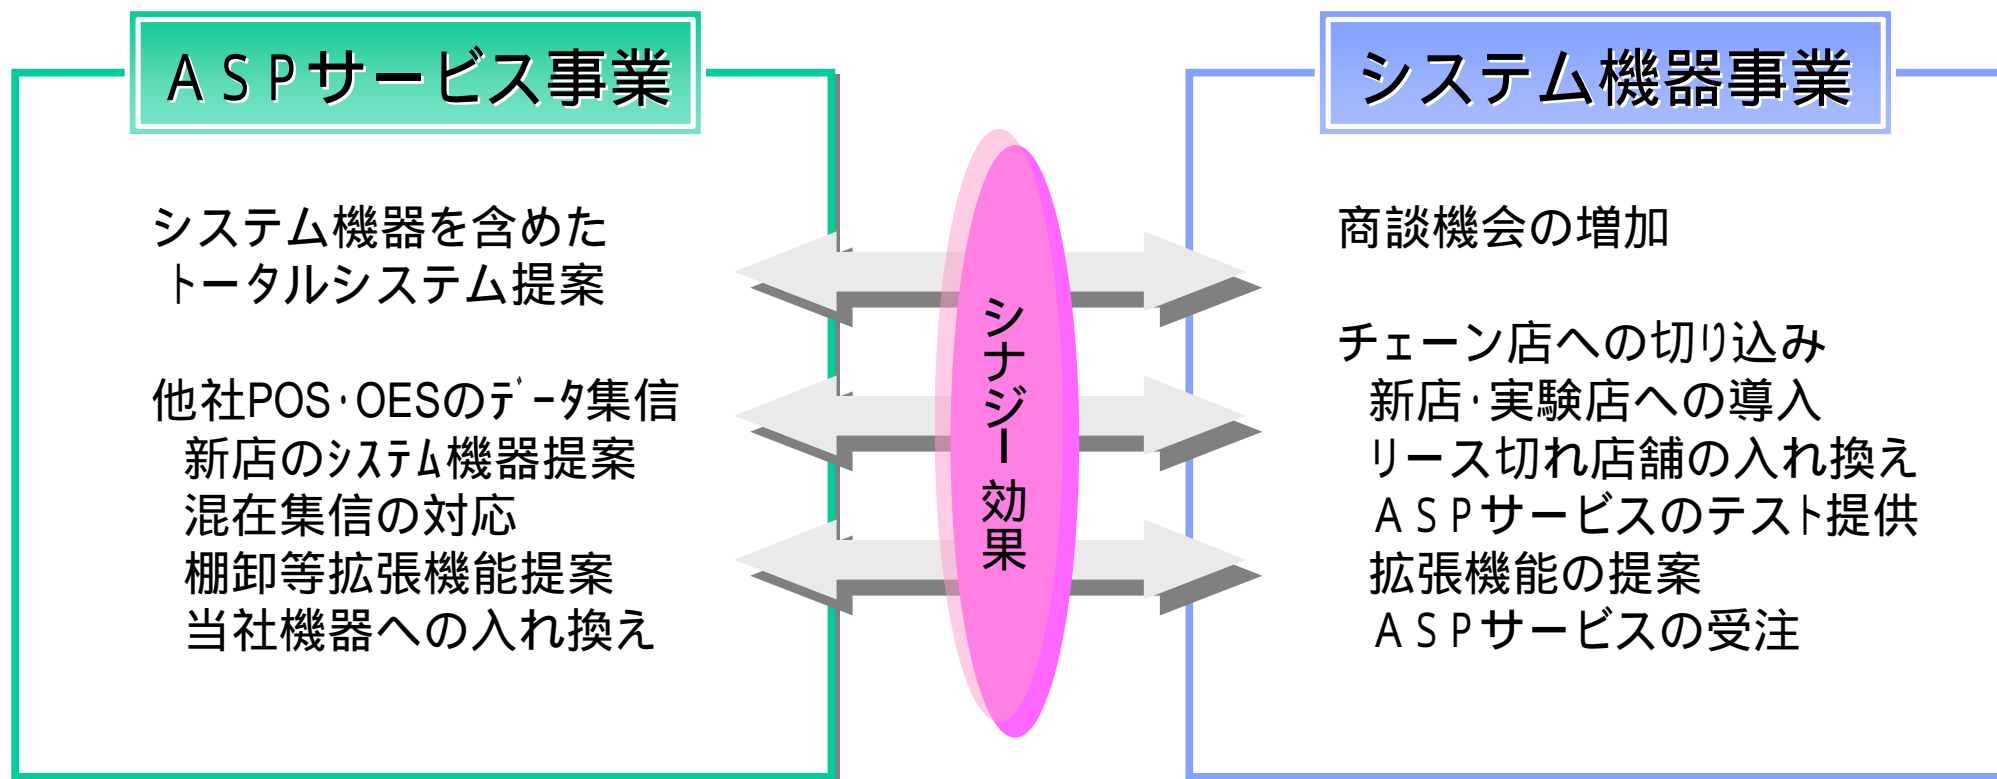 ＡＳＰサービス事業
システム機器を含めた
トータルシステム提案
他社POS･OESのﾃﾞｰﾀ集信
新店のｼｽﾃﾑ機器提案
混在集信の対応
棚卸等拡張機能提案
当社機器への入れ換え
シナジー効果
システム機器事業
商談機会の増加
チェーン店への切り込み
新店･実験店への導入
リース切れ店舗の入れ換え
ＡＳＰサービスのテスト提供
拡張機能の提案
ＡＳＰサービスの受注